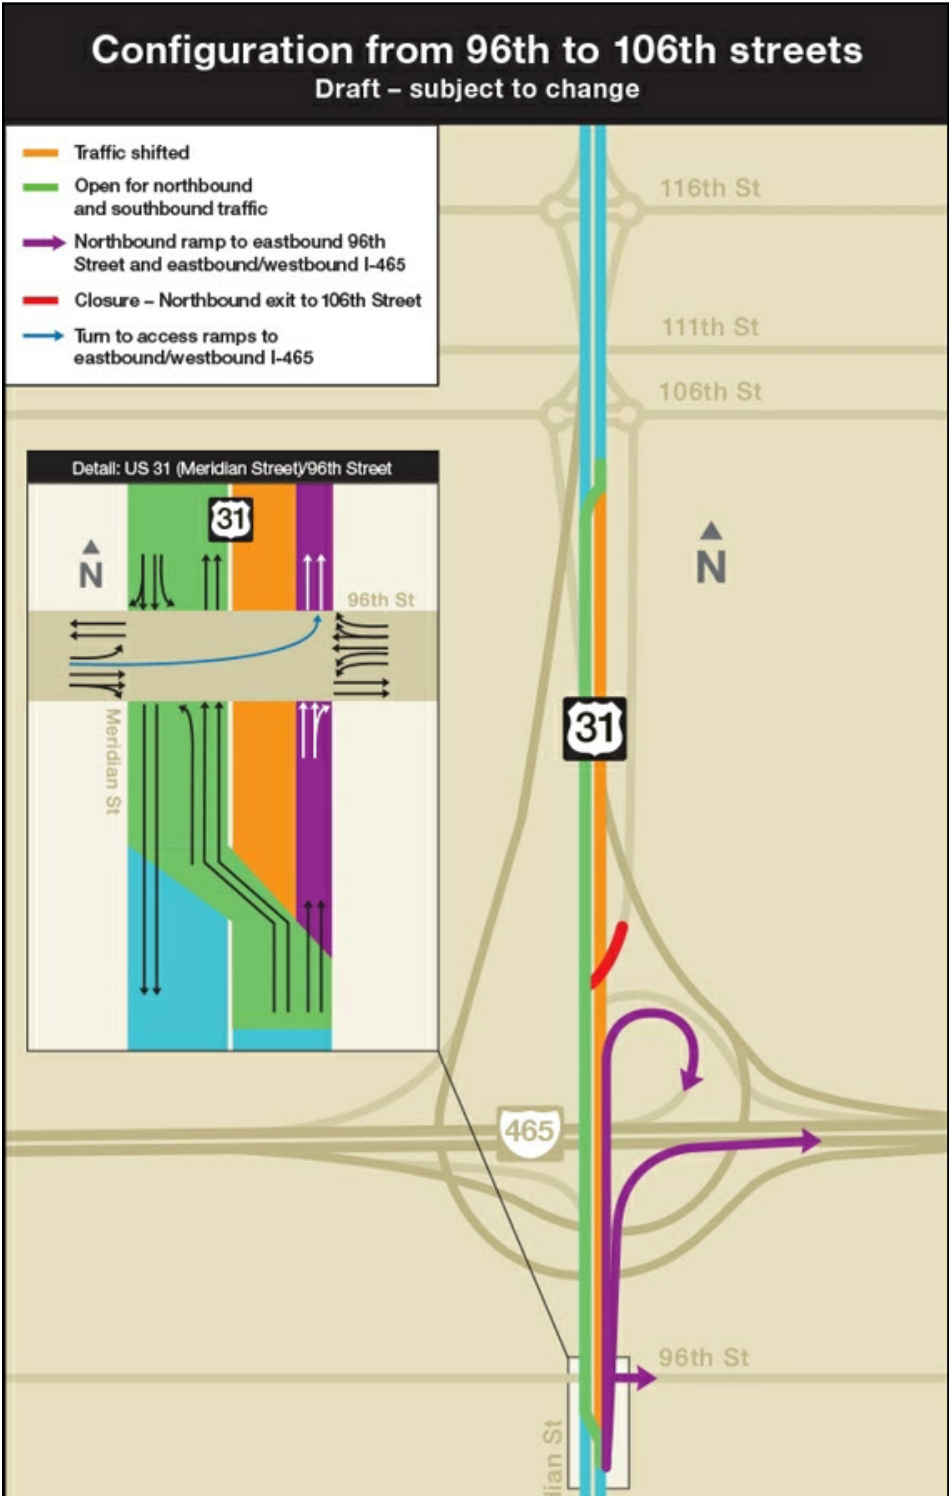 Configuration from 96th to 106th streets
Draft – subject to change
Traffic shifted
Open for northbound
and southbound traffic
Northbound ramp to eastbound 96th
Street and eastbound/westbound I-465
Closure – Northbound exit to 106th Street
Turn to access ramps to
eastbound/westbound I-465
116th St
111th St
106th St
Detail: US 31 (Meridian Street)/96th Street
31
N
96th St
Meridian St
N
31
465
96th St
dian St